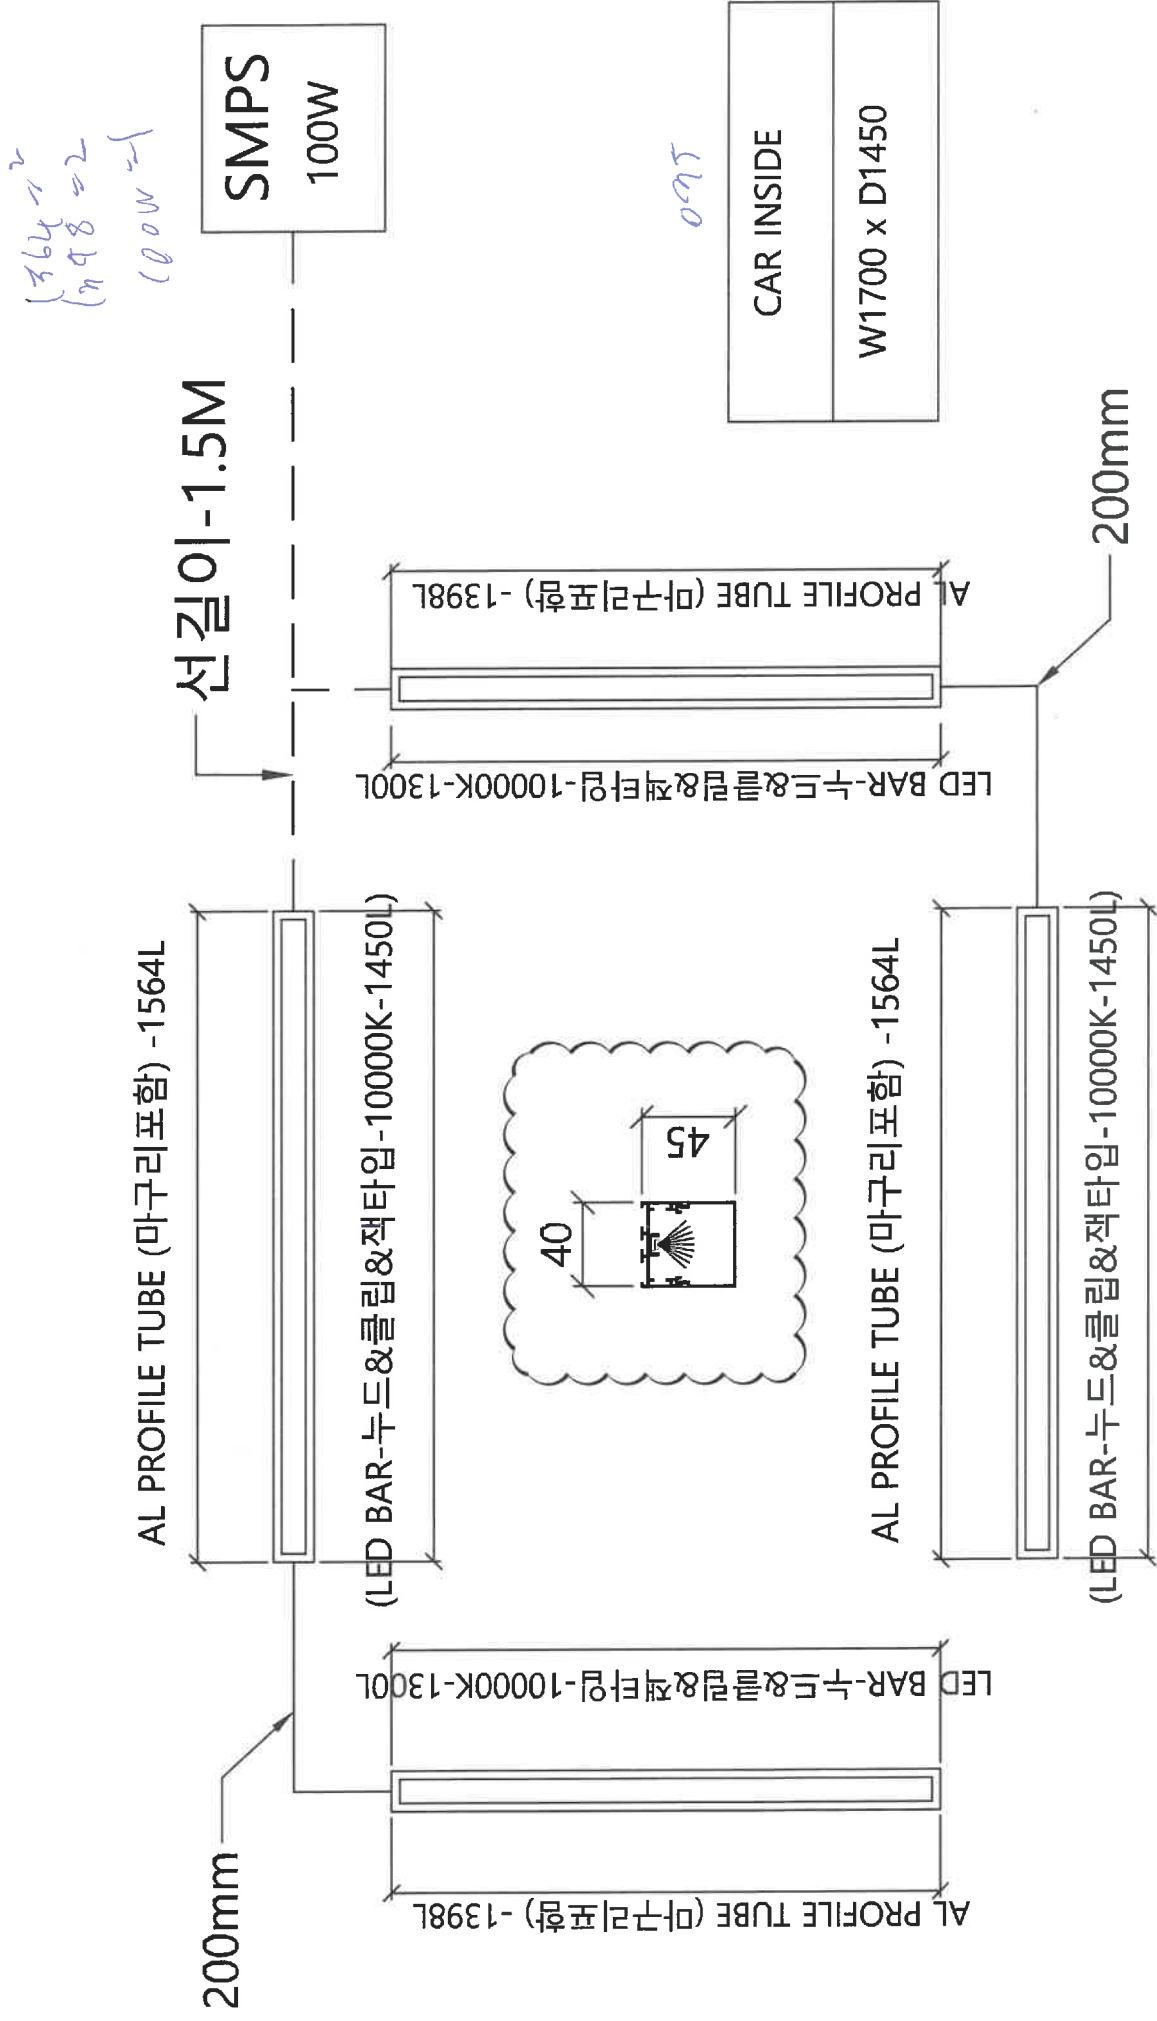 SMPS
100W
선길이-1.5M
200mm
AL PROFILE TUBE (마구리포함) -1564L
(LED BAR-누드&클립&잭타입-10000K-1450L)
AL PROFILE TUBE (마구리포함) -1398L
LED BAR-누드&클립&잭타입-10000K-1300L
40
45
LED BAR-누드&클립&잭타입-10000K-1300L
AL PROFILE TUBE (마구리포함) -1398L
AL PROFILE TUBE (마구리포함) -1564L
(LED BAR-누드&클립&잭타입-10000K-1450L)
200mm
CAR INSIDE
W1700 x D1450